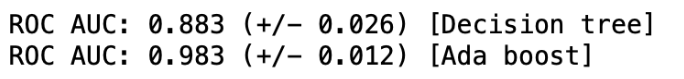 ROC AUC: 0.883 (+/- 0.026) [Decision tree]
ROC AUC: 0.983 (+/- 0.012) [Ada boost]